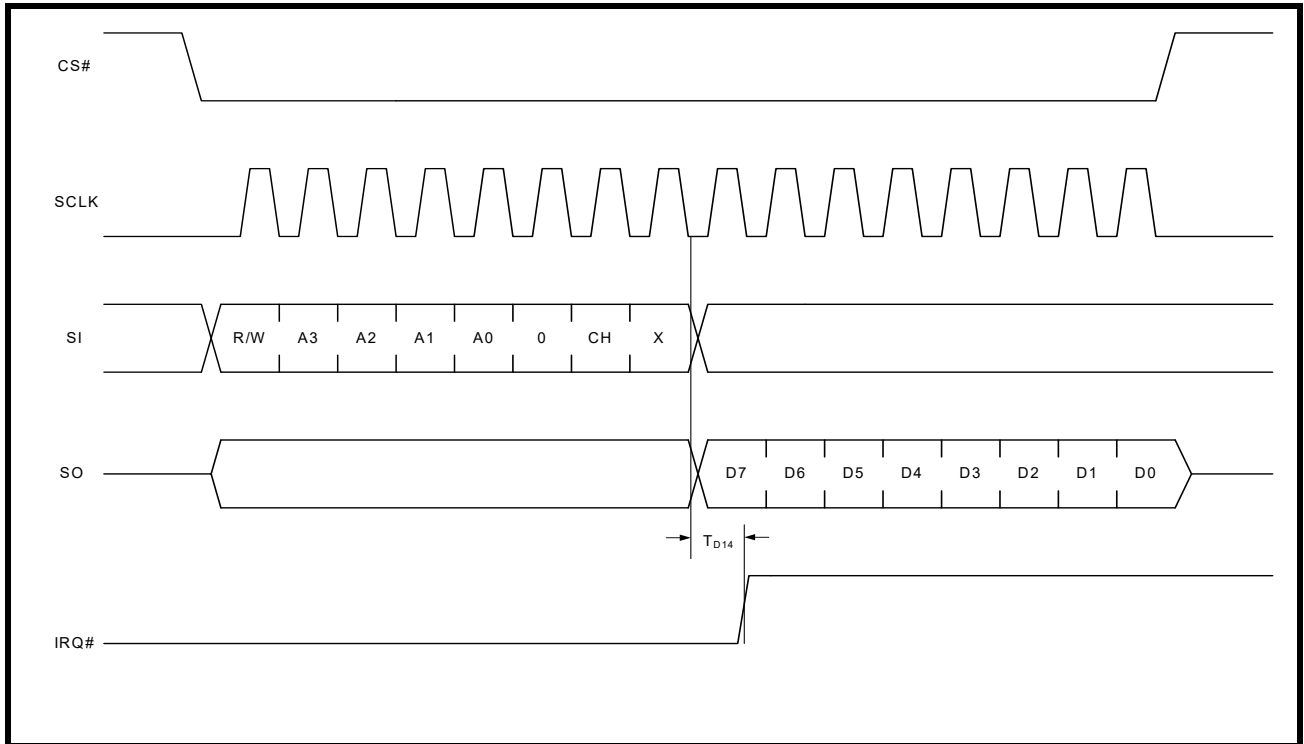 CS#
SCLK
SI
R/W A3 A2 A1 A0 0 CH X
SO
D7 D6 D5 D4 D3 D2 D1 D0
TD14
IRQ#